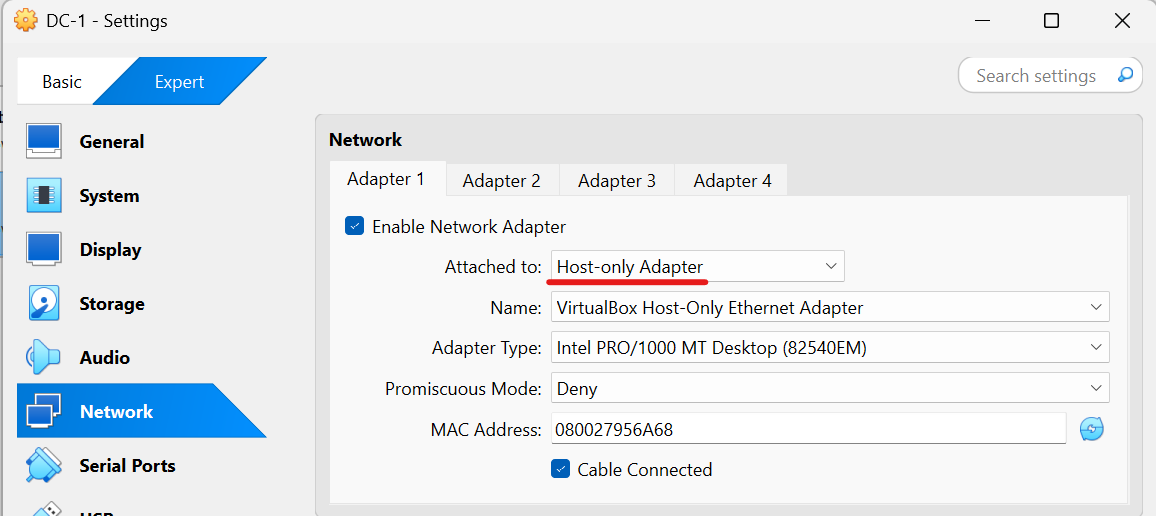 DC-1 - Settings
Basic
Expert
Search settings
General
System
Display
Storage
Audio
Network
Serial Ports
USB
Network
Adapter 1
Adapter 2
Adapter 3
Adapter 4
Enable Network Adapter
Attached to: Host-only Adapter
Name: VirtualBox Host-Only Ethernet Adapter
Adapter Type: Intel PRO/1000 MT Desktop (82540EM)
Promiscuous Mode: Deny
MAC Address: 080027956A68
Cable Connected